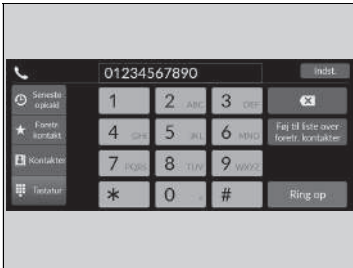 01234567890
Indst.
Seneste
opkald
1
2 ABC
3 DEF
Foretr.
kontakt
4 GHI
5 JKL
6 MNO
Føj til liste over
foretr. kontakter
Kontakter
7 PQRS
8 TUV
9 WXYZ
Tastatur
*
0 +
#
Ring op